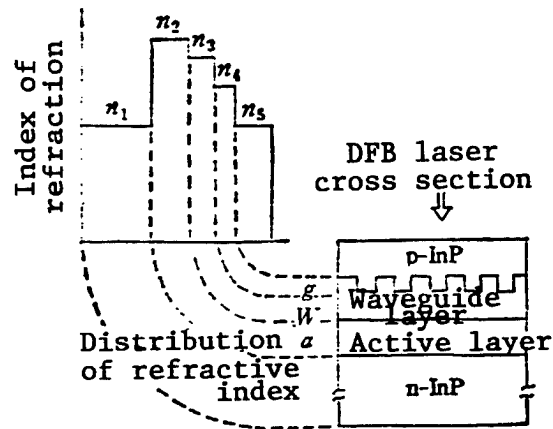 n₂
n₃
n₄
n₁
n₅
Index of
refraction
DFB laser
cross section
p-InP
g
Waveguide
layer
W
a
Active layer
n-InP
Distribution
of refractive
index